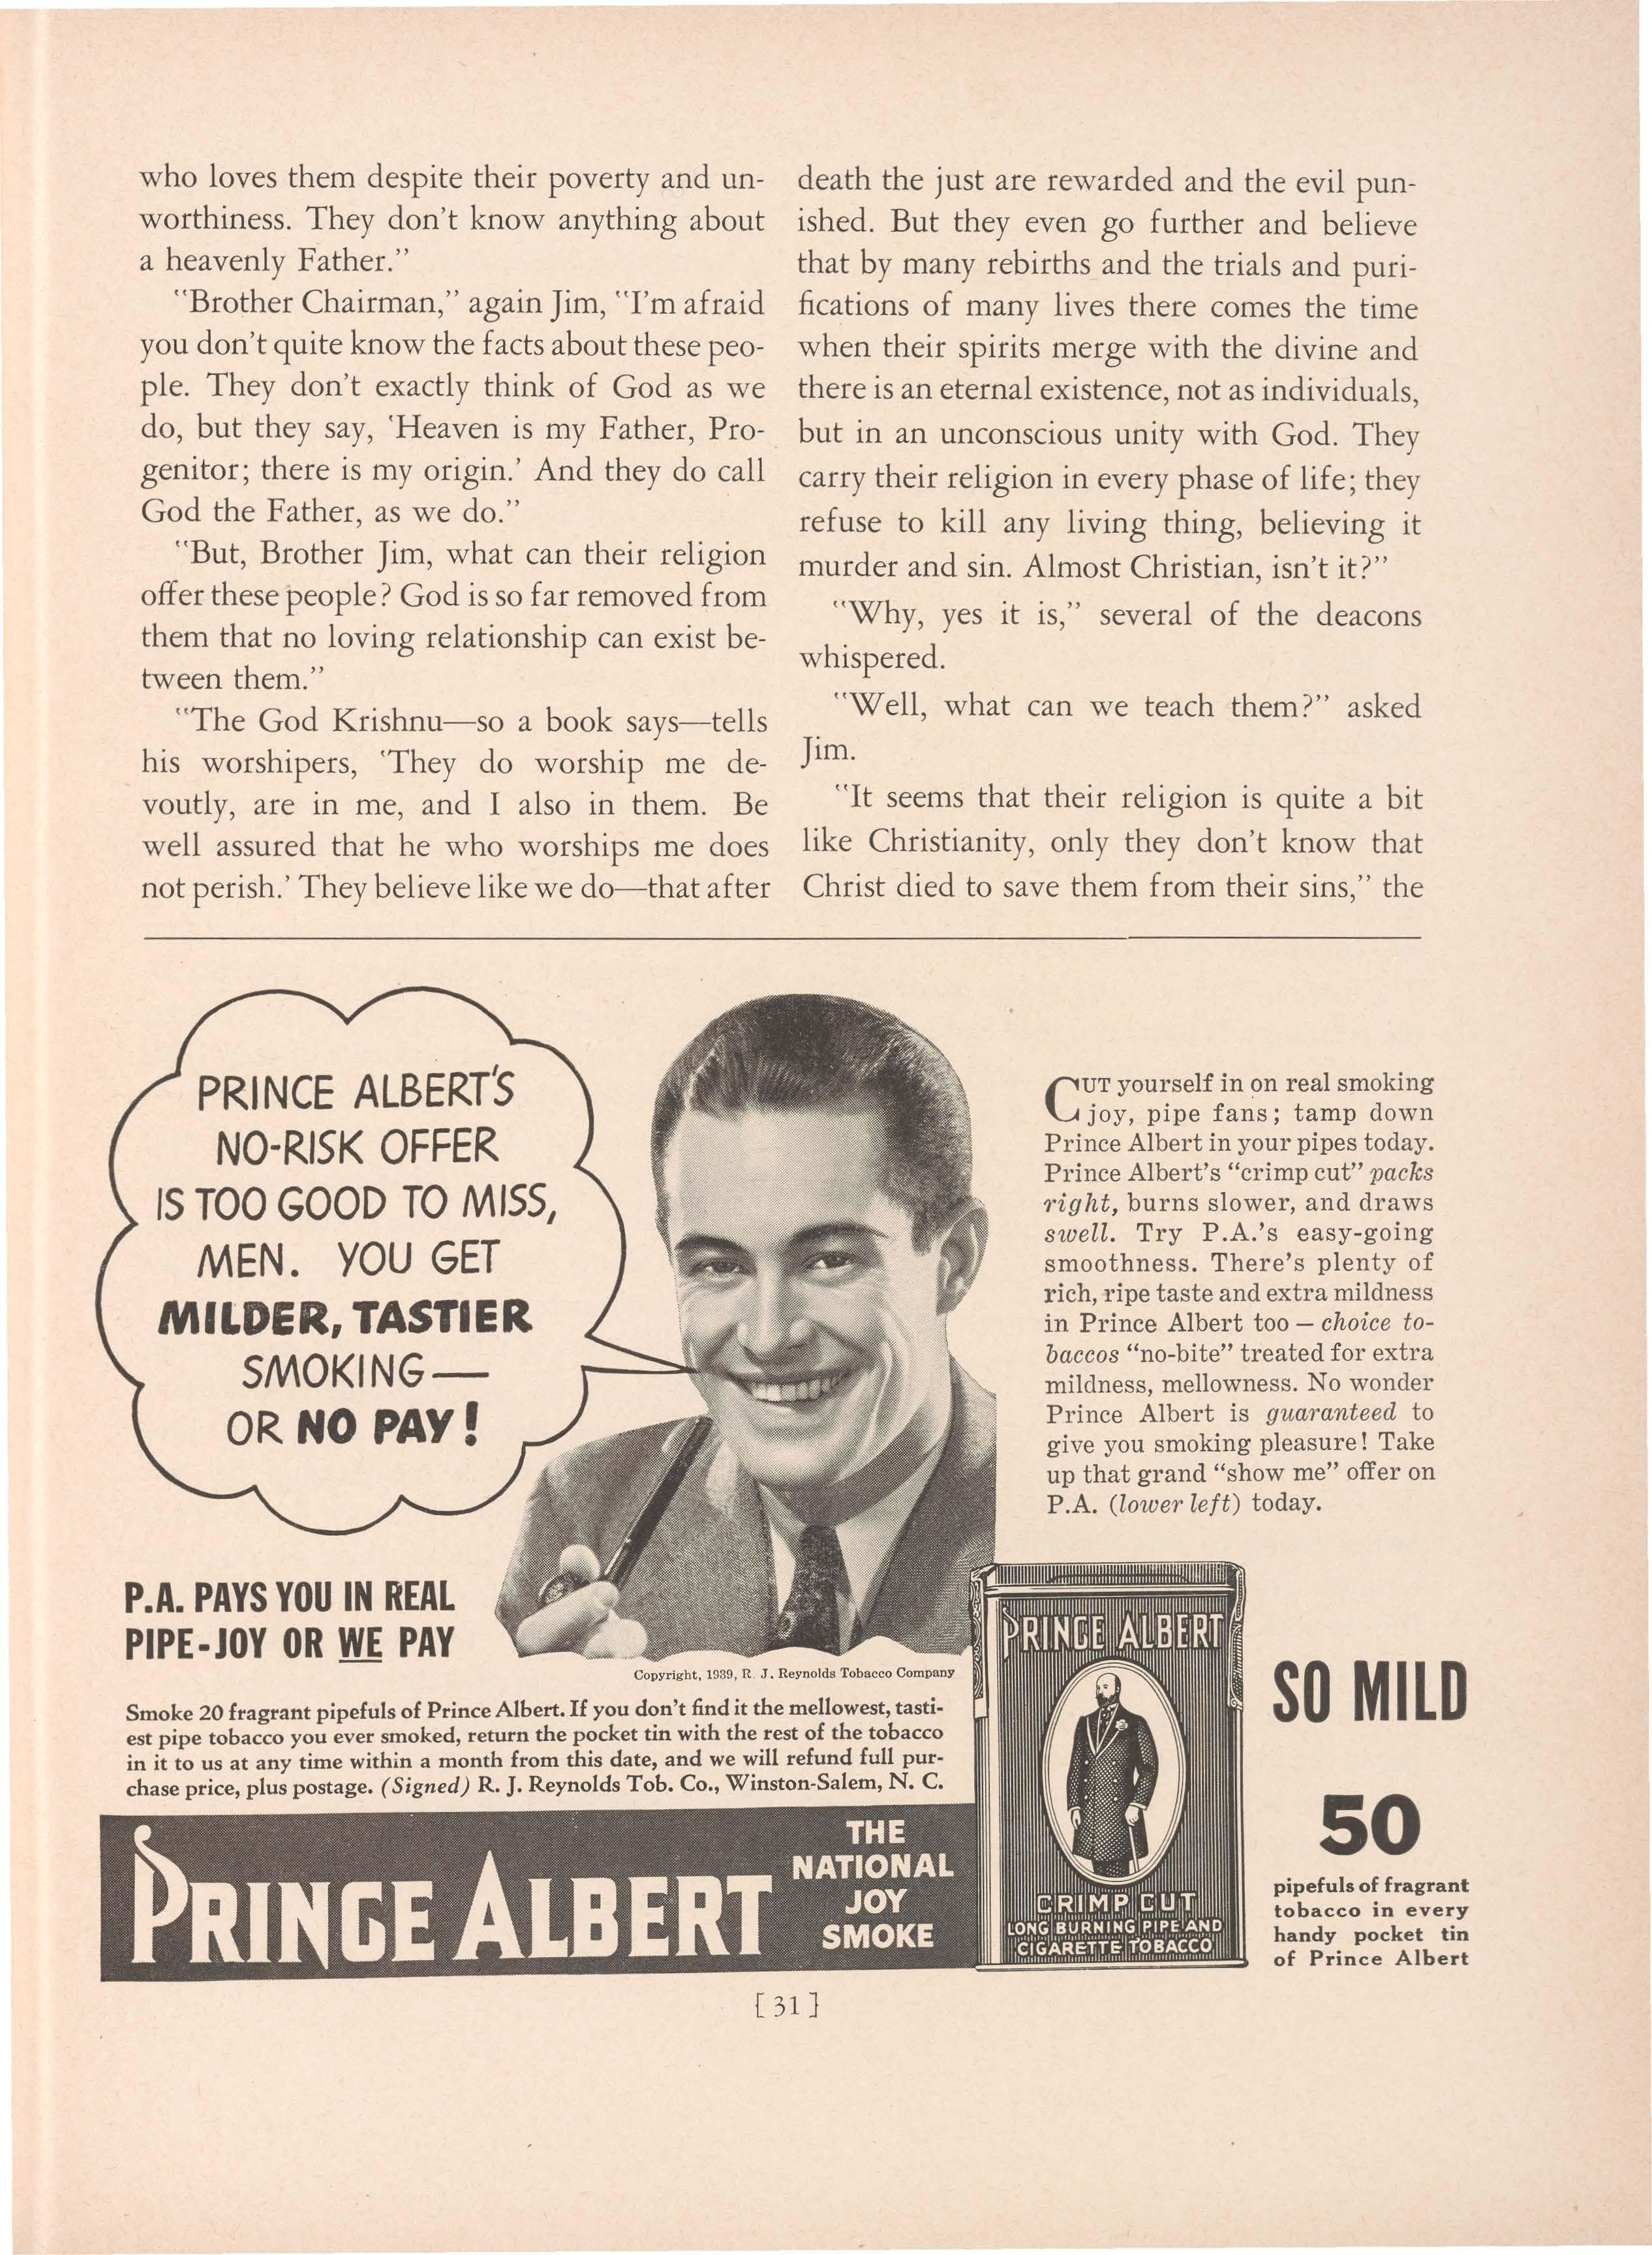 who loves them despite their poverty and un-
worthiness. They don't know anything about
a heavenly Father."
"Brother Chairman," again Jim, "I'm afraid
you don't quite know the facts about these peo-
ple. They don't exactly think of God as we
do, but they say, 'Heaven is my Father, Pro-
genitor; there is my origin.' And they do call
God the Father, as we do."
"But, Brother Jim, what can their religion
offer these people? God is so far removed from
them that no loving relationship can exist be-
tween them."
"The God Krishnu—so a book says—tells
his worshipers, 'They do worship me de-
voutly, are in me, and I also in them. Be
well assured that he who worships me does
not perish.' They believe like we do—that after
death the just are rewarded and the evil pun-
ished. But they even go further and believe
that by many rebirths and the trials and puri-
fications of many lives there comes the time
when their spirits merge with the divine and
there is an eternal existence, not as individuals,
but in an unconscious unity with God. They
carry their religion in every phase of life; they
refuse to kill any living thing, believing it
murder and sin. Almost Christian, isn't it?"
"Why, yes it is," several of the deacons
whispered.
"Well, what can we teach them?" asked
Jim.
"It seems that their religion is quite a bit
like Christianity, only they don't know that
Christ died to save them from their sins," the
PRINCE ALBERT'S
NO-RISK OFFER
IS TOO GOOD TO MISS,
MEN. YOU GET
MILDER, TASTIER
SMOKING—
OR NO PAY!
CUT yourself in on real smoking
joy, pipe fans; tamp down
Prince Albert in your pipes today.
Prince Albert's "crimp cut" packs
right, burns slower, and draws
swell. Try P.A.'s easy-going
smoothness. There's plenty of
rich, ripe taste and extra mildness
in Prince Albert too — choice to-
baccos "no-bite" treated for extra
mildness, mellowness. No wonder
Prince Albert is guaranteed to
give you smoking pleasure! Take
up that grand "show me" offer on
P.A. (lower left) today.
P.A. PAYS YOU IN REAL
PIPE-JOY OR WE PAY
Copyright, 1939, R. J. Reynolds Tobacco Company
Smoke 20 fragrant pipefuls of Prince Albert. If you don't find it the mellowest, tasti-
est pipe tobacco you ever smoked, return the pocket tin with the rest of the tobacco
in it to us at any time within a month from this date, and we will refund full pur-
chase price, plus postage. (Signed) R. J. Reynolds Tob. Co., Winston-Salem, N. C.
PRINCE ALBERT
THE
NATIONAL
JOY
SMOKE
PRINCE ALBERT
CRIMP CUT
LONG BURNING PIPE AND
CIGARETTE TOBACCO
SO MILD
50
pipefuls of fragrant
tobacco in every
handy pocket tin
of Prince Albert
[ 31 ]